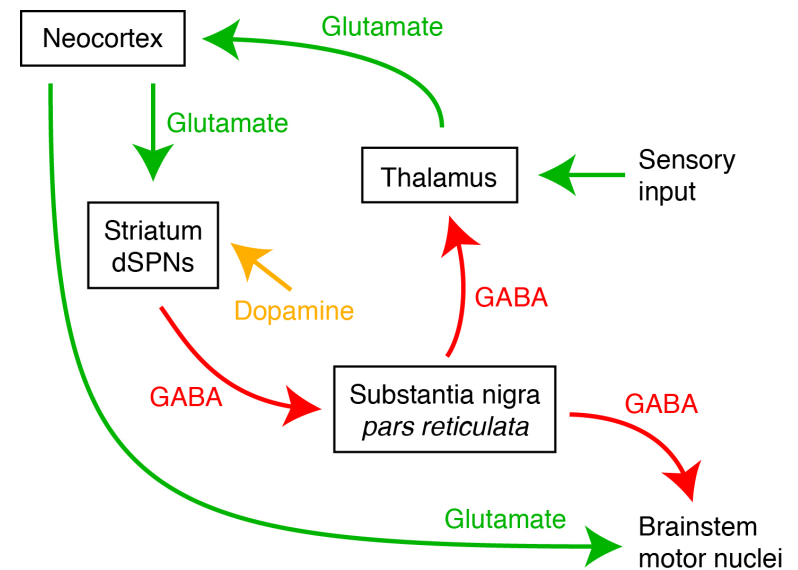 Neocortex
Glutamate
Glutamate
Thalamus
Sensory
input
Striatum
dSPNs
Dopamine
GABA
GABA
Substantia nigra
pars reticulata
GABA
Glutamate
Brainstem
motor nuclei